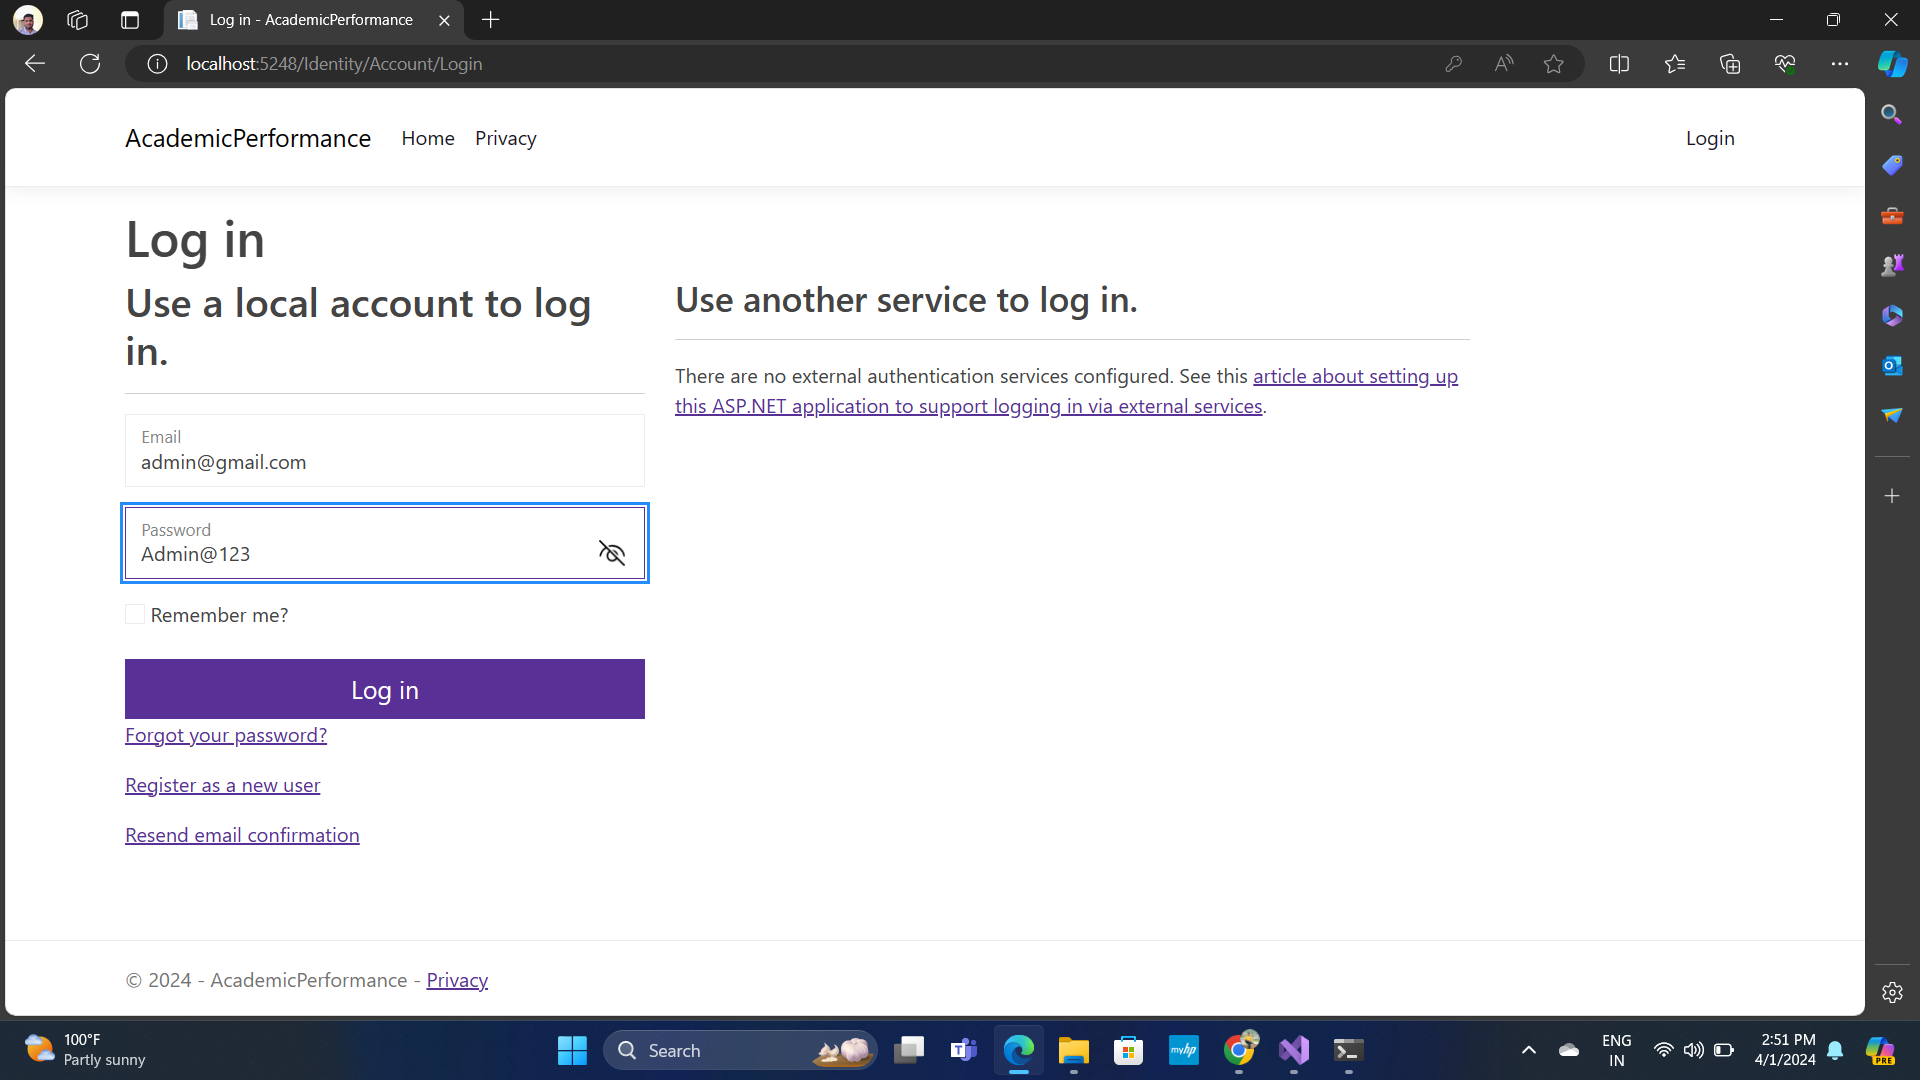 Log in - AcademicPerformance
localhost:5248/Identity/Account/Login
AcademicPerformance Home Privacy Login
Log in
Use a local account to log
in.
Email
admin@gmail.com
Password
Admin@123
Remember me?
Log in
Forgot your password?
Register as a new user
Resend email confirmation
Use another service to log in.
There are no external authentication services configured. See this article about setting up
this ASP.NET application to support logging in via external services.
© 2024 - AcademicPerformance - Privacy
100°F
Partly sunny
Search
myhp
ENG
IN
2:51 PM
4/1/2024
PRE